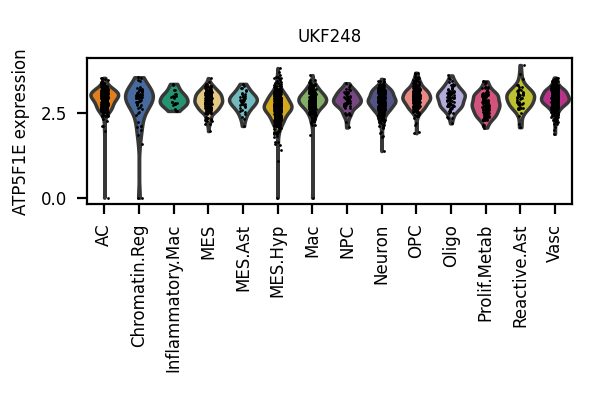 UKF248
ATP5F1E expression
2.5
0.0
AC
Chromatin.Reg
Inflammatory.Mac
MES
MES.Ast
MES.Hyp
Mac
NPC
Neuron
OPC
Oligo
Prolif.Metab
Reactive.Ast
Vasc